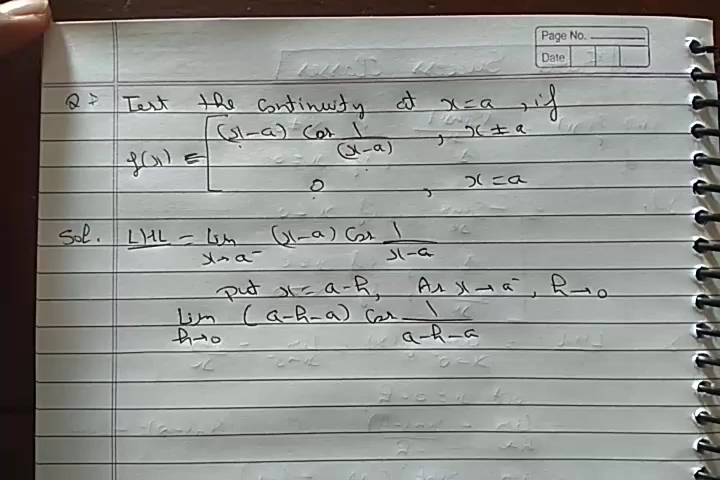 Page No.
Date
Q:> Test the continuity at x=a, if
f(x) = [ (x-a) Cos 1/(x-a) , x ≠ a
0 , x = a
Sol. LHL = Lim x→a⁻ (x-a) Cos 1/x-a
put x = a-h, As x→a⁻, h→0
Lim h→0 (a-h-a) Cos 1/a-h-a